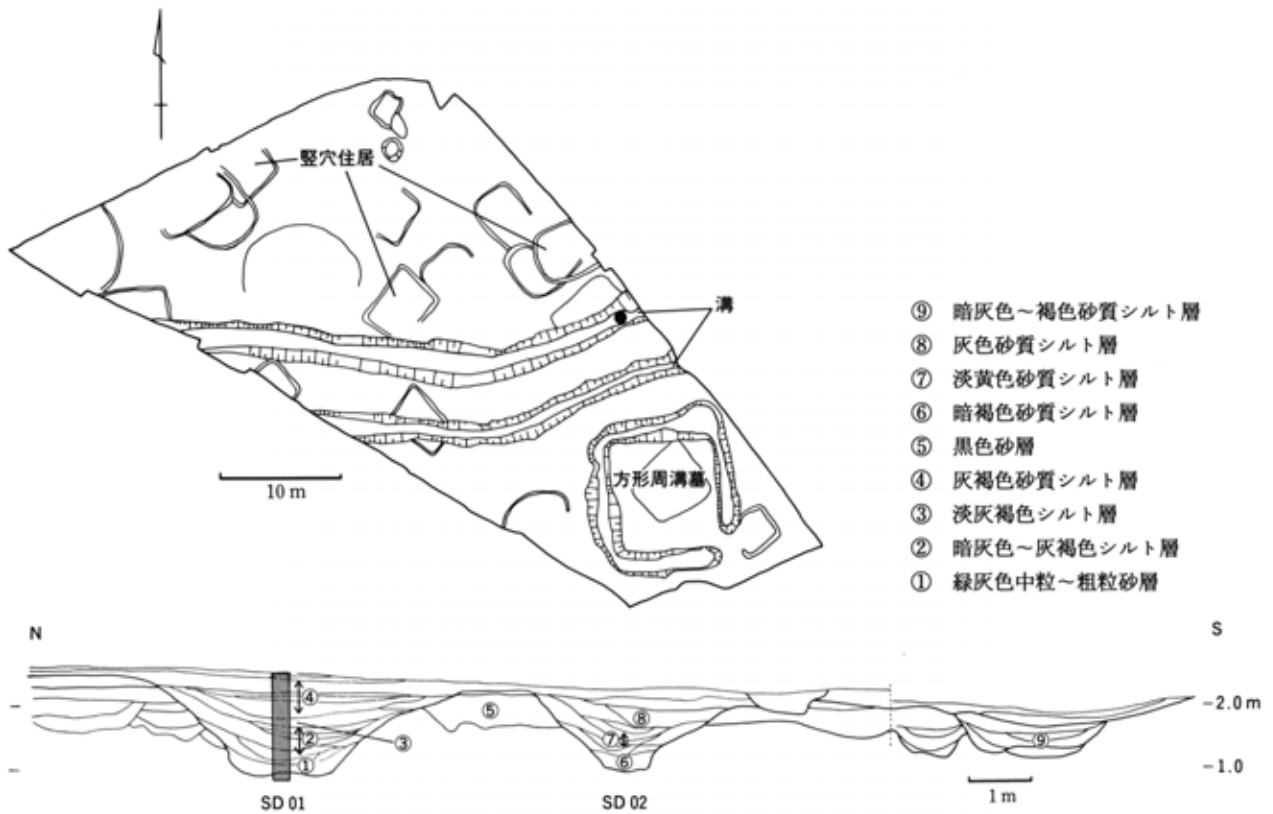 竪穴住居
溝
方形周溝墓
10 m
⑨ 暗灰色～褐色砂質シルト層
⑧ 灰色砂質シルト層
⑦ 淡黄色砂質シルト層
⑥ 暗褐色砂質シルト層
⑤ 黒色砂層
④ 灰褐色砂質シルト層
③ 淡灰褐色シルト層
② 暗灰色～灰褐色シルト層
① 緑灰色中粒～粗粒砂層
N
S
④
⑤
⑧
②
③
⑦
⑨
①
⑥
−2.0 m
−1.0
1 m
SD 01
SD 02